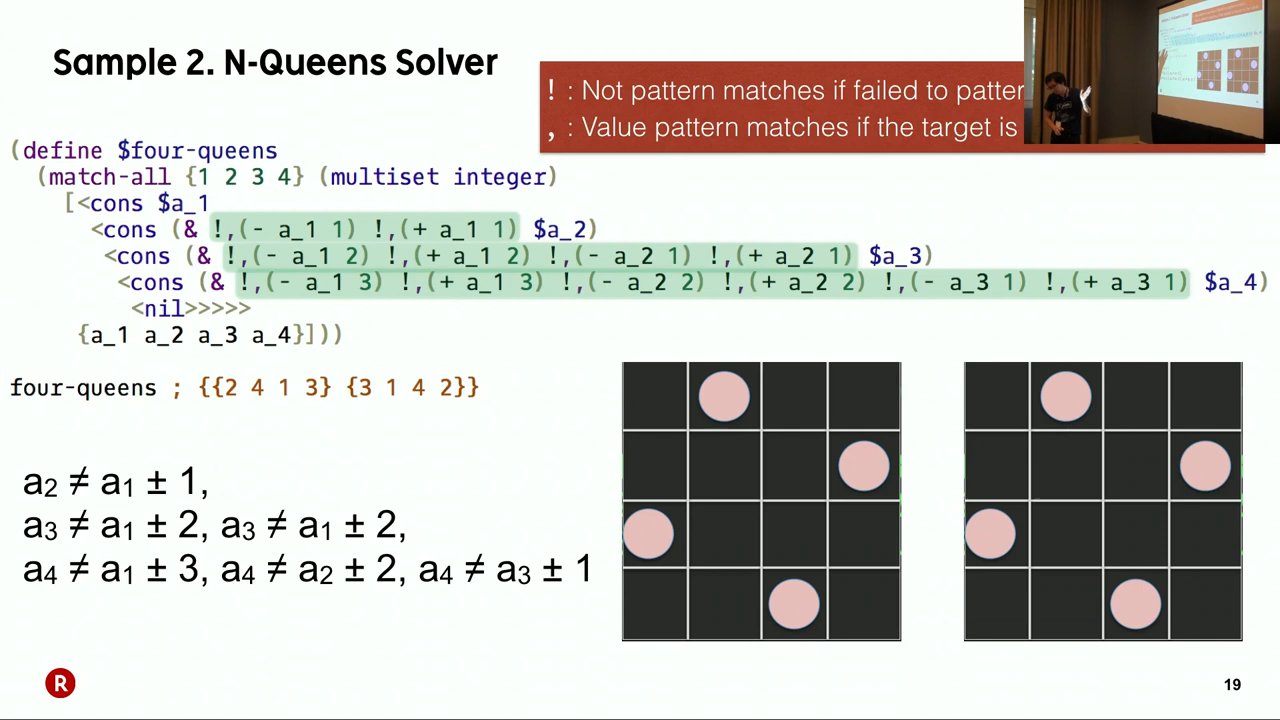 Sample 2. N-Queens Solver
! : Not pattern matches if failed to patter
, : Value pattern matches if the target is
(define $four-queens
(match-all {1 2 3 4} (multiset integer)
[<cons $a_1
<cons (& !,(- a_1 1) !,(+ a_1 1) $a_2)
<cons (& !,(- a_1 2) !,(+ a_1 2) !,(- a_2 1) !,(+ a_2 1) $a_3)
<cons (& !,(- a_1 3) !,(+ a_1 3) !,(- a_2 2) !,(+ a_2 2) !,(- a_3 1) !,(+ a_3 1) $a_4)
<nil>>>>>
{a_1 a_2 a_3 a_4}]))
four-queens ; {{2 4 1 3} {3 1 4 2}}
a₂ ≠ a₁ ± 1,
a₃ ≠ a₁ ± 2, a₃ ≠ a₁ ± 2,
a₄ ≠ a₁ ± 3, a₄ ≠ a₂ ± 2, a₄ ≠ a₃ ± 1
R
19